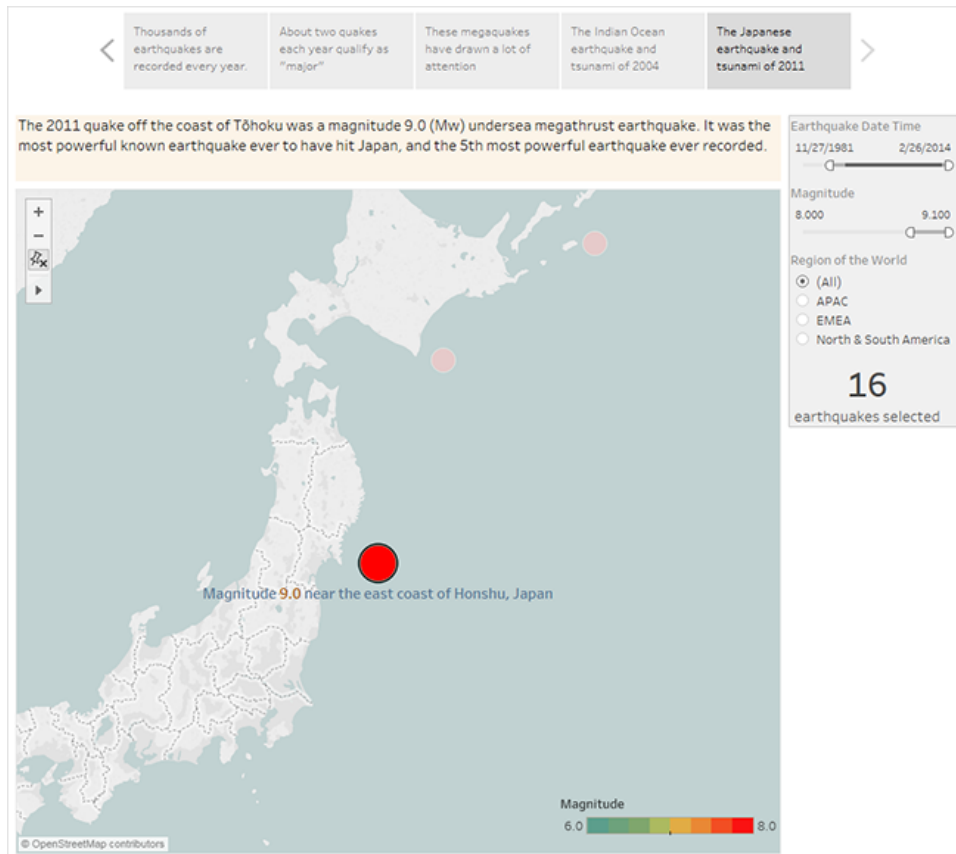 Thousands of
earthquakes are
recorded every year.
About two quakes
each year qualify as
"major"
These megaquakes
have drawn a lot of
attention
The Indian Ocean
earthquake and
tsunami of 2004
The Japanese
earthquake and
tsunami of 2011
The 2011 quake off the coast of Tōhoku was a magnitude 9.0 (Mw) undersea megathrust earthquake. It was the
most powerful known earthquake ever to have hit Japan, and the 5th most powerful earthquake ever recorded.
Earthquake Date Time
11/27/1981 2/26/2014
Magnitude
8.000 9.100
Region of the World
(All)
APAC
EMEA
North & South America
16
earthquakes selected
Magnitude 9.0 near the east coast of Honshu, Japan
Magnitude
6.0 8.0
© OpenStreetMap contributors